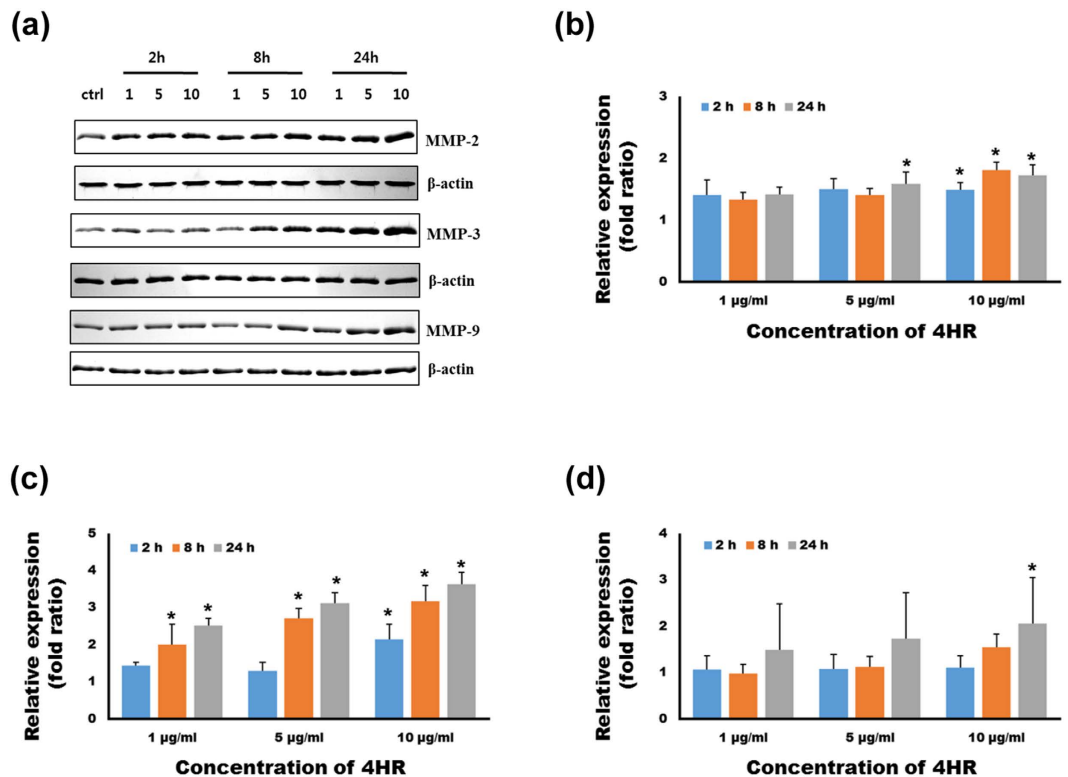 (a)
2h 8h 24h
ctrl 1 5 10 1 5 10 1 5 10
MMP-2
β-actin
MMP-3
β-actin
MMP-9
β-actin
(b)
Relative expression
(fold ratio)
3
2
1
0
2 h 8 h 24 h
* * * *
1 µg/ml 5 µg/ml 10 µg/ml
Concentration of 4HR
(c)
Relative expression
(fold ratio)
5
4
3
2
1
0
2 h 8 h 24 h
* * * * * * *
1 µg/ml 5 µg/ml 10 µg/ml
Concentration of 4HR
(d)
Relative expression
(fold ratio)
4
3
2
1
0
2 h 8 h 24 h
*
1 µg/ml 5 µg/ml 10 µg/ml
Concentration of 4HR